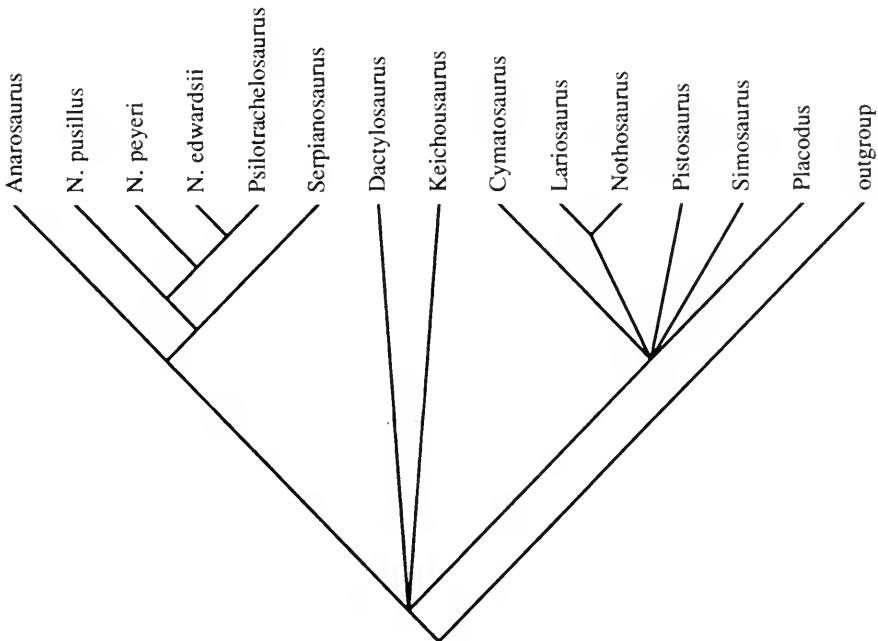 Anarosaurus
N. pusillus
N. peyeri
N. edwardsii
Psilotrachelosaurus
Serpianosaurus
Dactylosaurus
Keichousaurus
Cymatosaurus
Lariosaurus
Nothosaurus
Pistosaurus
Simosaurus
Placodus
outgroup